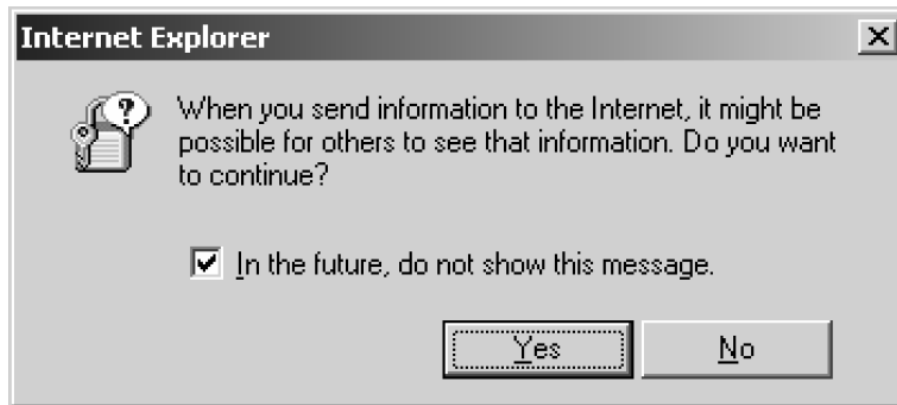 Internet Explorer
When you send information to the Internet, it might be
possible for others to see that information. Do you want
to continue?
In the future, do not show this message.
Yes
No